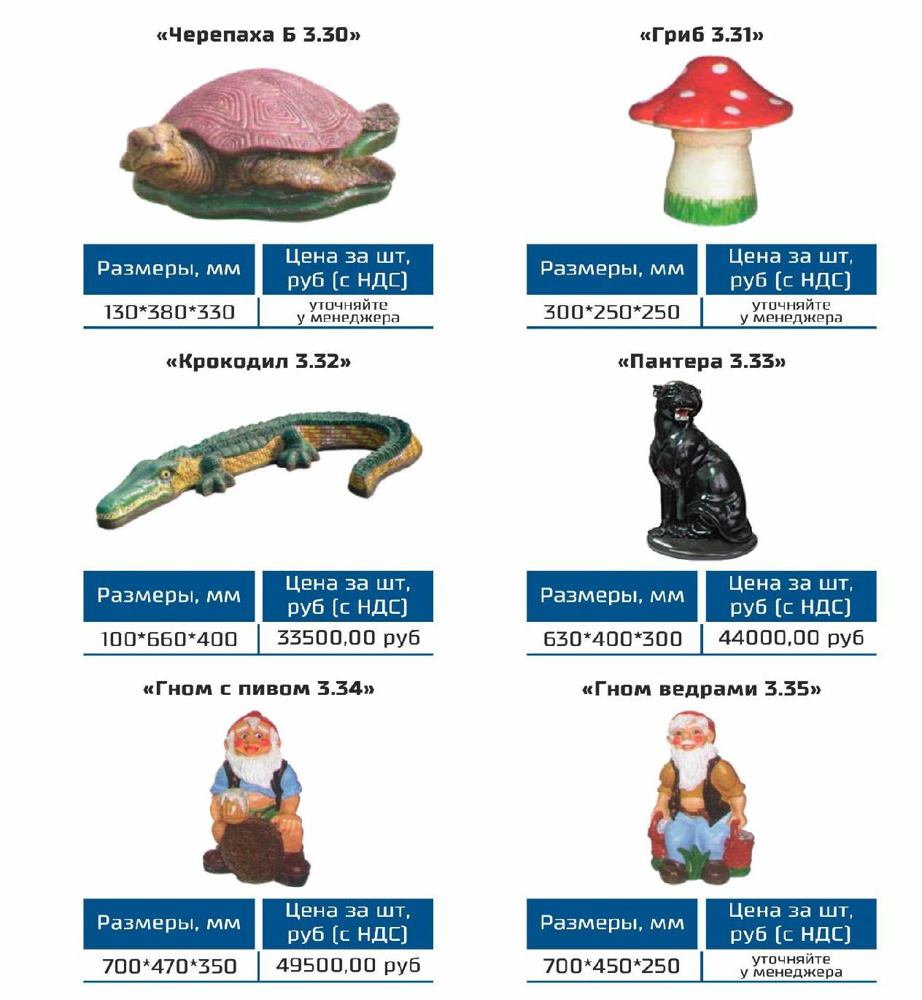 «Черепаха Б 3.30»
Размеры, мм
Цена за шт,
руб (с НДС)
130*380*330
уточняйте
у менеджера
«Гриб 3.31»
Размеры, мм
Цена за шт,
руб (с НДС)
300*250*250
уточняйте
у менеджера
«Крокодил 3.32»
Размеры, мм
Цена за шт,
руб (с НДС)
100*660*400
33500,00 руб
«Пантера 3.33»
Размеры, мм
Цена за шт,
руб (с НДС)
630*400*300
44000,00 руб
«Гном с пивом 3.34»
Размеры, мм
Цена за шт,
руб (с НДС)
700*470*350
49500,00 руб
«Гном ведрами 3.35»
Размеры, мм
Цена за шт,
руб (с НДС)
700*450*250
уточняйте
у менеджера